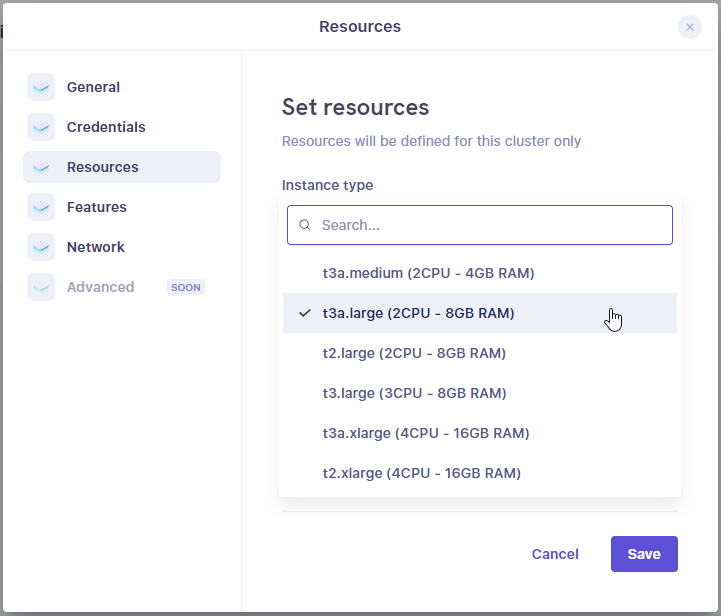 Resources
General
Credentials
Resources
Features
Network
Advanced SOON
Set resources
Resources will be defined for this cluster only
Instance type
Search...
t3a.medium (2CPU - 4GB RAM)
t3a.large (2CPU - 8GB RAM)
t2.large (2CPU - 8GB RAM)
t3.large (3CPU - 8GB RAM)
t3a.xlarge (4CPU - 16GB RAM)
t2.xlarge (4CPU - 16GB RAM)
Cancel Save